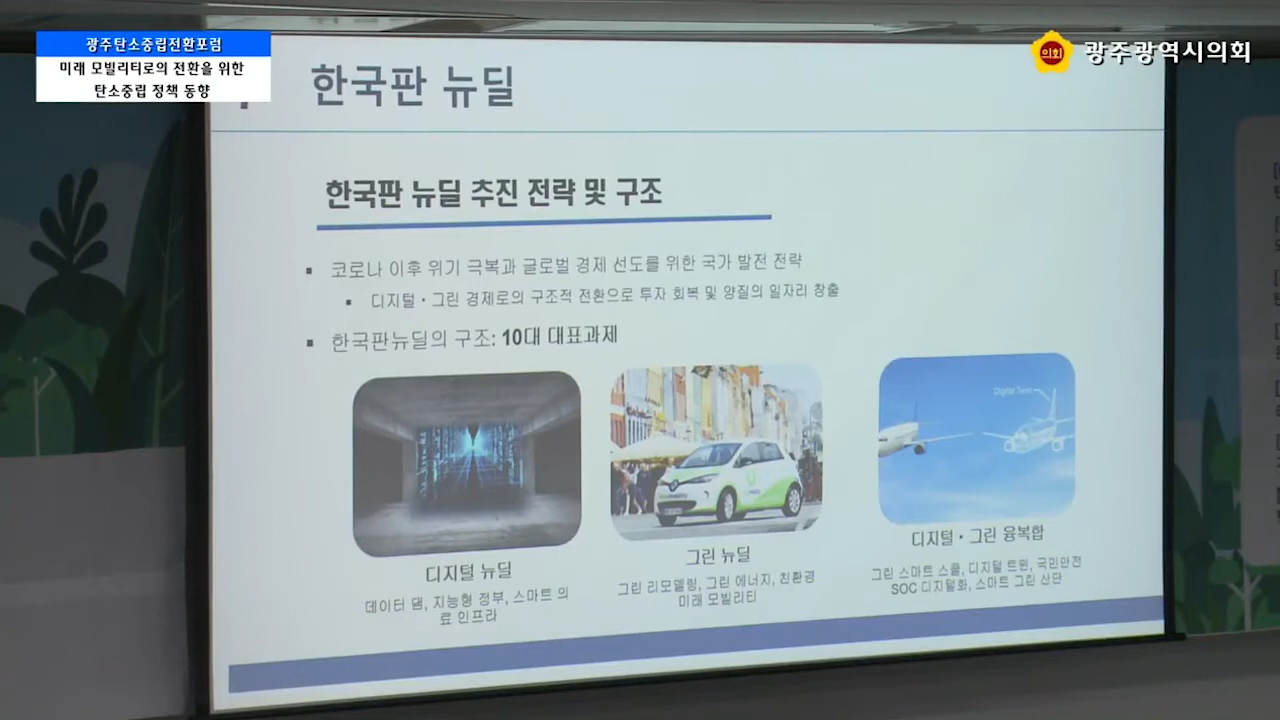 광주탄소중립전환포럼
미래 모빌리티로의 전환을 위한
탄소중립 정책 동향
의회
광주광역시의회
한국판 뉴딜
한국판 뉴딜 추진 전략 및 구조
▪ 코로나 이후 위기 극복과 글로벌 경제 선도를 위한 국가 발전 전략
▪ 디지털・그린 경제로의 구조적 전환으로 투자 회복 및 양질의 일자리 창출
▪ 한국판뉴딜의 구조: 10대 대표과제
Digital Twin
디지털 뉴딜
데이터 댐, 지능형 정부, 스마트 의
료 인프라
그린 뉴딜
그린 리모델링, 그린 에너지, 친환경
미래 모빌리티
디지털・그린 융복합
그린 스마트 스쿨, 디지털 트윈, 국민안전
SOC 디지털화, 스마트 그린 산단